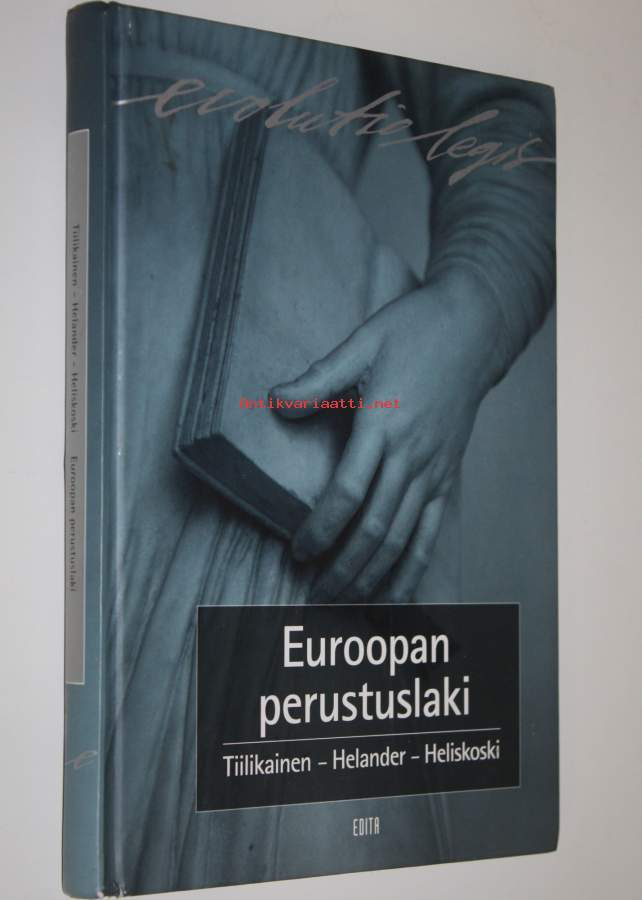 evolutio legis
Antikvariaatti.net
Euroopan
perustuslaki
Tiilikainen – Helander – Heliskoski
EDITA
Tiilikainen – Helander – Heliskoski Euroopan perustuslaki
e